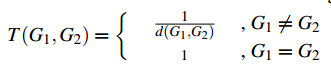 T(G₁, G₂) = { 1/d(G₁,G₂) , G₁ ≠ G₂
1 , G₁ = G₂